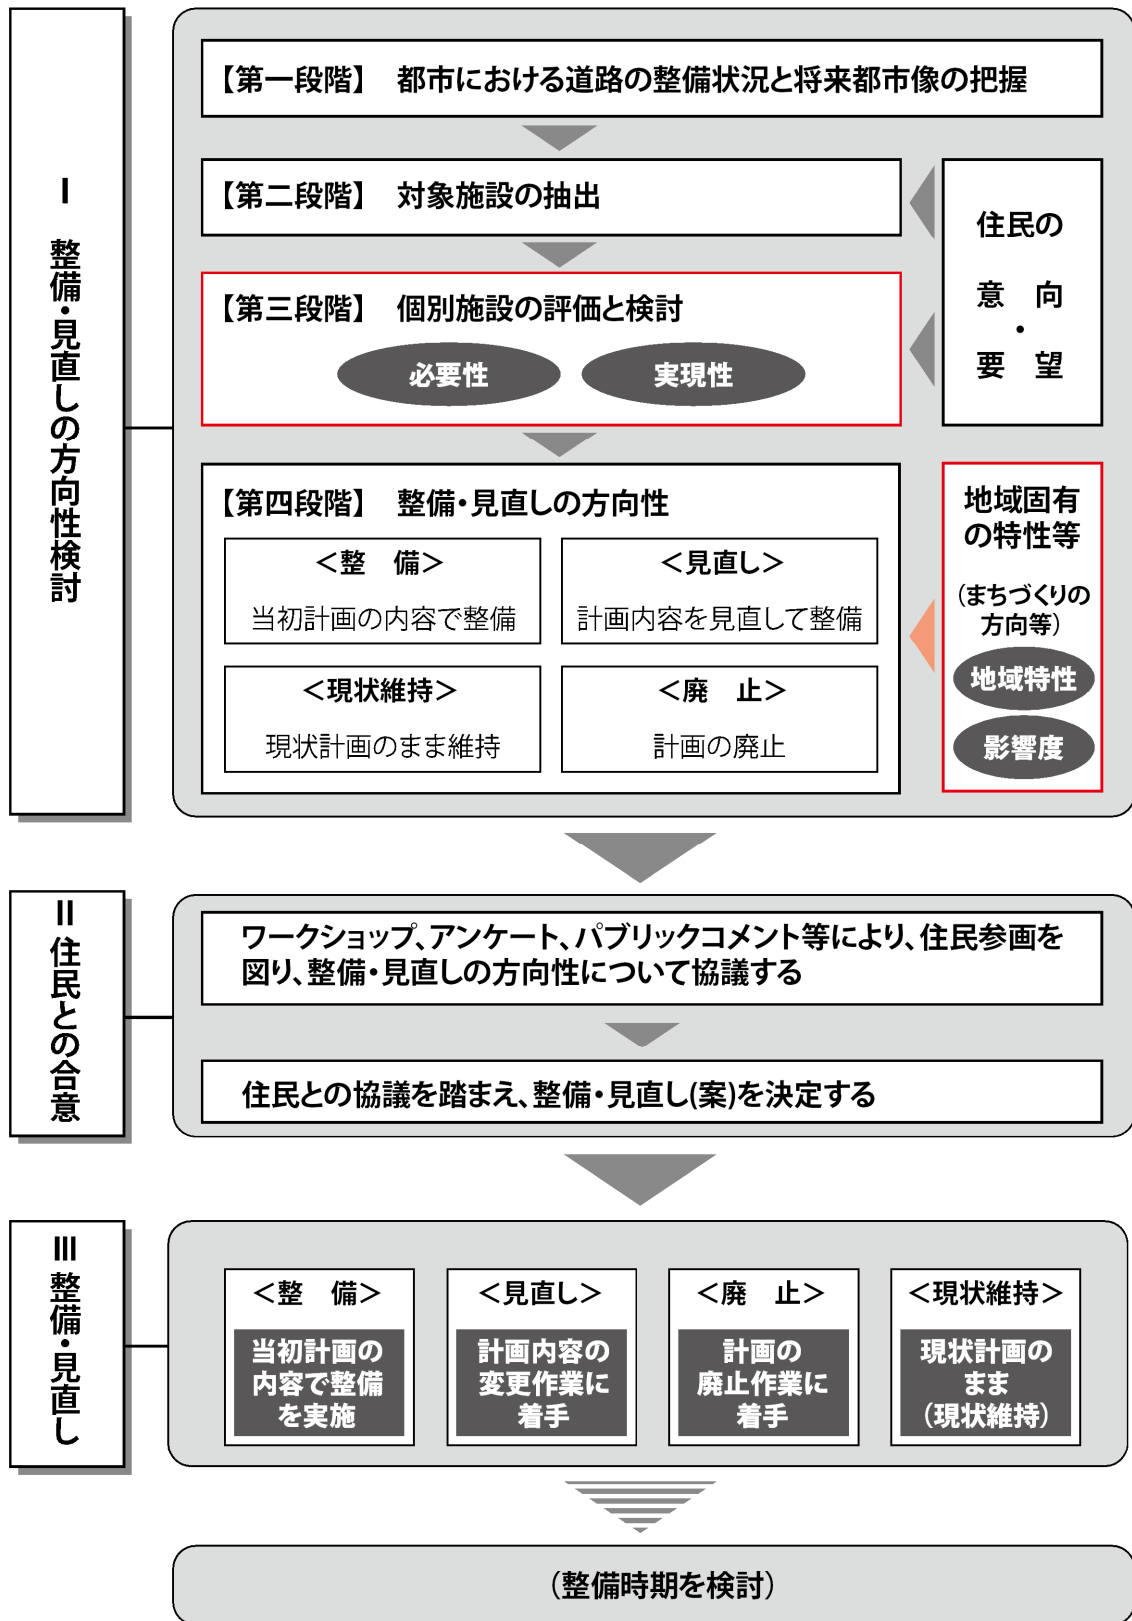 Ⅰ 整備・見直しの方向性検討
【第一段階】 都市における道路の整備状況と将来都市像の把握
【第二段階】 対象施設の抽出
【第三段階】 個別施設の評価と検討
必要性
実現性
住民の
意 向
・
要 望
【第四段階】 整備・見直しの方向性
＜整 備＞
当初計画の内容で整備
＜見直し＞
計画内容を見直して整備
＜現状維持＞
現状計画のまま維持
＜廃 止＞
計画の廃止
地域固有
の特性等
(まちづくりの
方向等)
地域特性
影響度
Ⅱ 住民との合意
ワークショップ、アンケート、パブリックコメント等により、住民参画を
図り、整備・見直しの方向性について協議する
住民との協議を踏まえ、整備・見直し(案)を決定する
Ⅲ 整備・見直し
＜整 備＞
当初計画の
内容で整備
を実施
＜見直し＞
計画内容の
変更作業に
着手
＜廃 止＞
計画の
廃止作業に
着手
＜現状維持＞
現状計画の
まま
(現状維持)
(整備時期を検討)